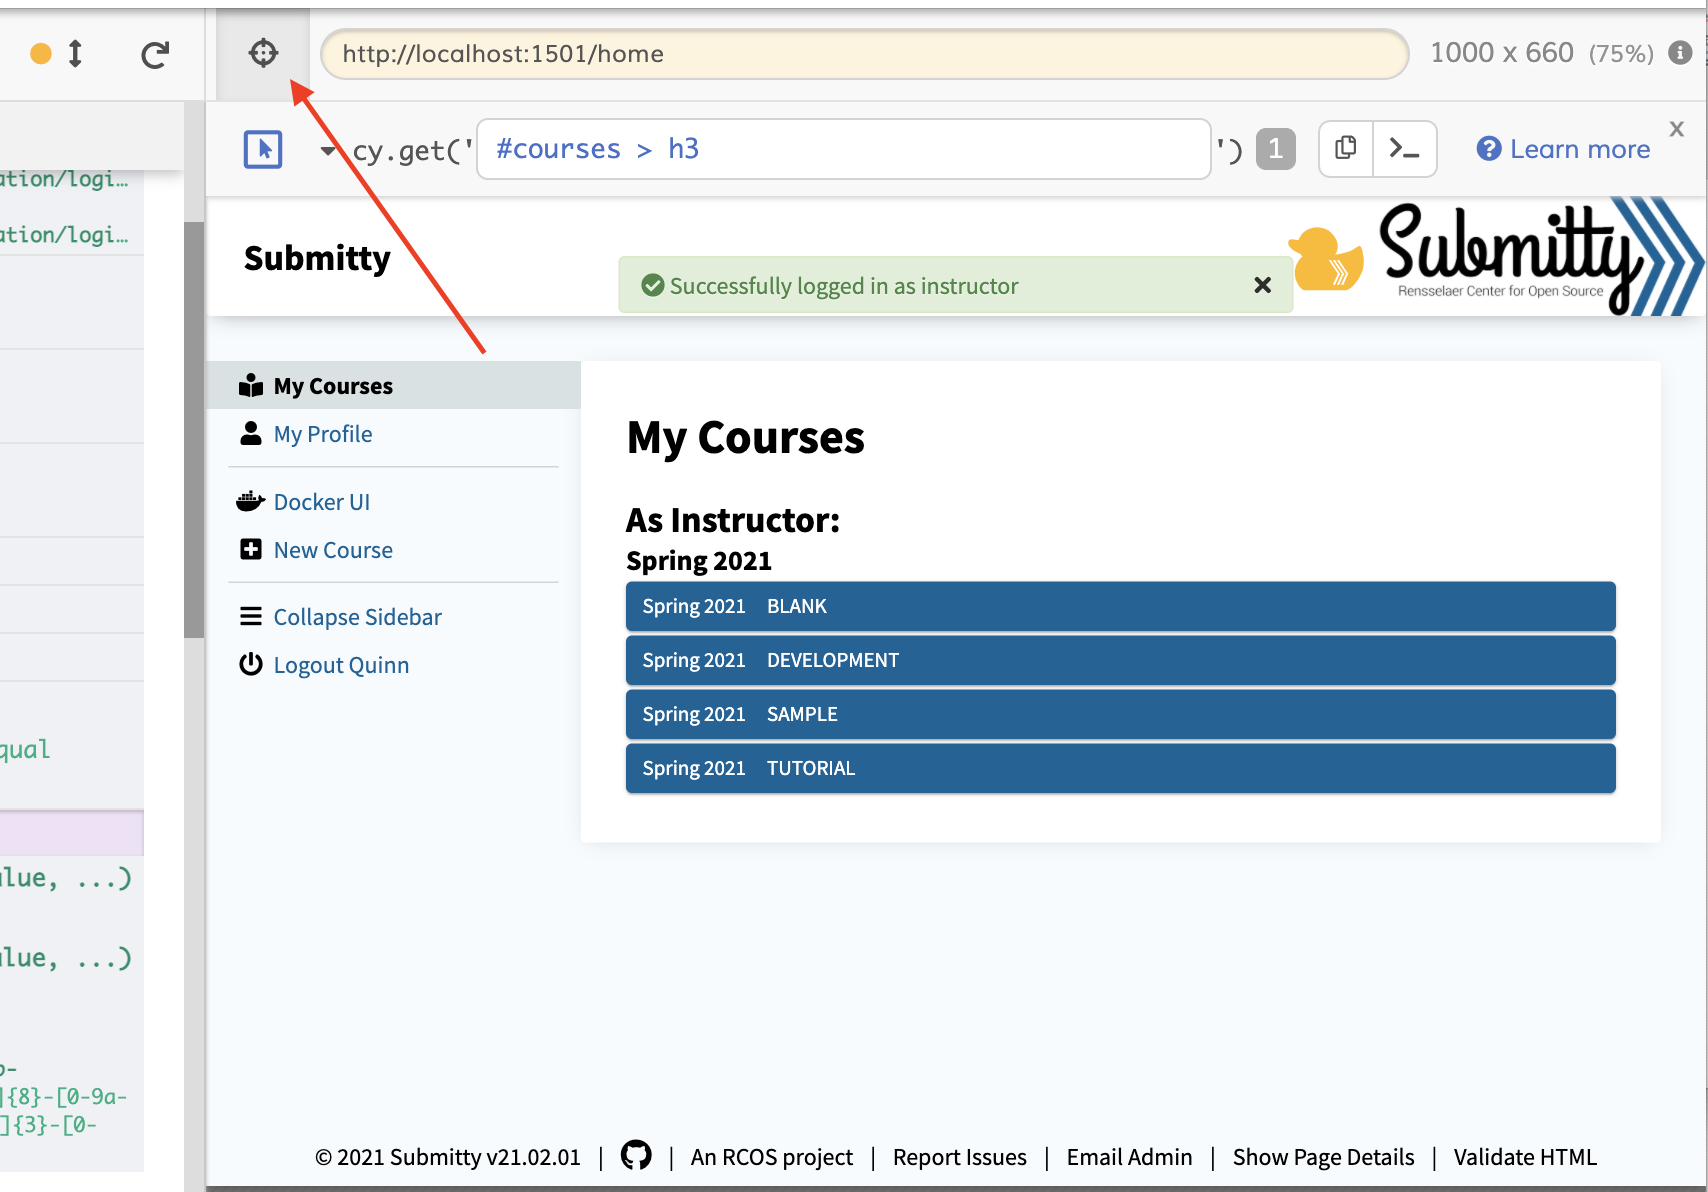 http://localhost:1501/home
1000 x 660 (75%)
cy.get('
#courses > h3
')
1
Learn more
x
ation/logi…
ation/logi…
qual
lue, ...)
lue, ...)
]{8}-[0-9a-
]{3}-[0-
Submitty
Successfully logged in as instructor
Submitty
Rensselaer Center for Open Source
My Courses
My Profile
Docker UI
New Course
Collapse Sidebar
Logout Quinn
My Courses
As Instructor:
Spring 2021
Spring 2021 BLANK
Spring 2021 DEVELOPMENT
Spring 2021 SAMPLE
Spring 2021 TUTORIAL
© 2021 Submitty v21.02.01 | | An RCOS project | Report Issues | Email Admin | Show Page Details | Validate HTML